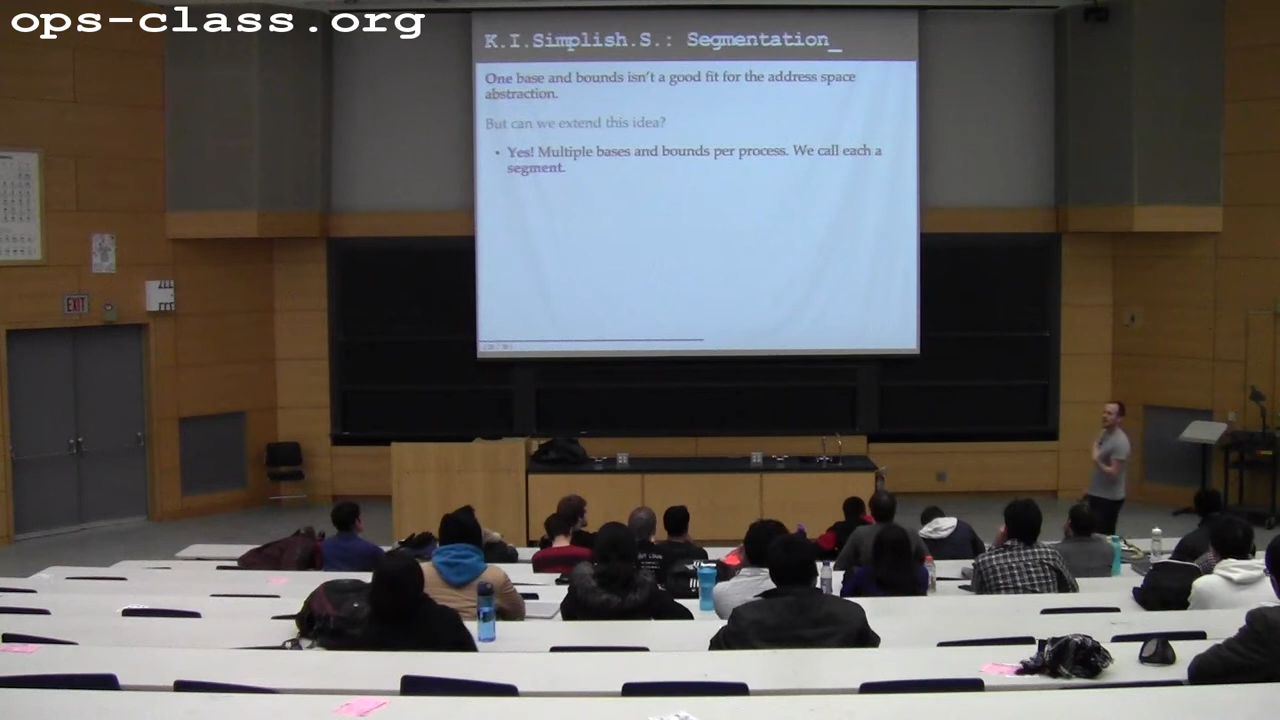 ops-class.org
K.I.Simplish.S.: Segmentation_
One base and bounds isn't a good fit for the address space
abstraction.
But can we extend this idea?
• Yes! Multiple bases and bounds per process. We call each a
segment.
EXIT